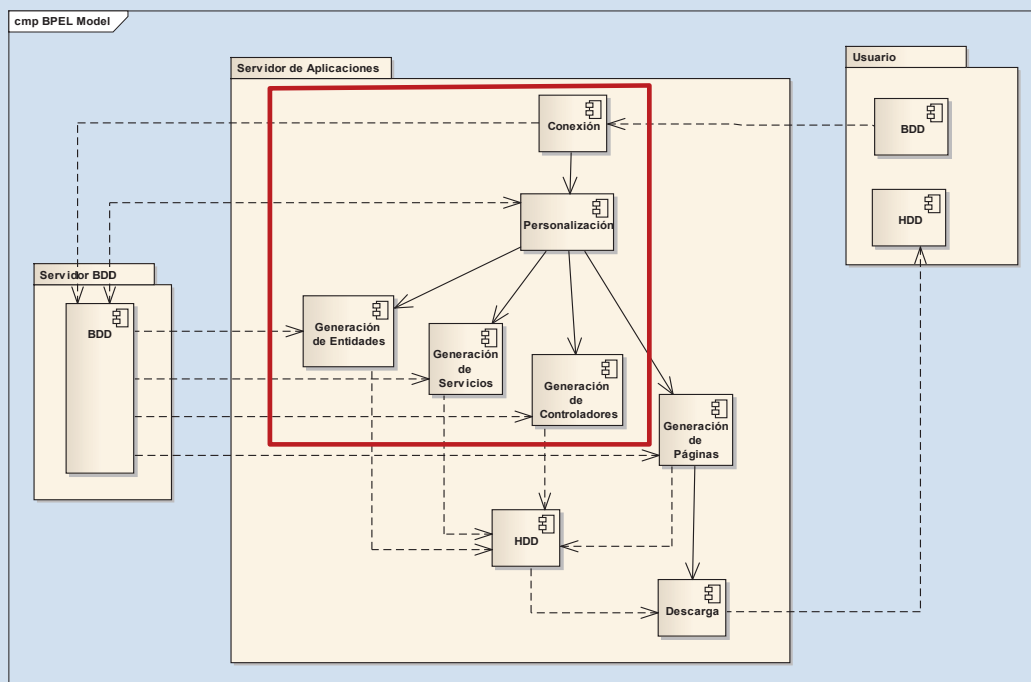 cmp BPEL Model
Servidor de Aplicaciones
Usuario
Conexión
BDD
Personalización
HDD
Servidor BDD
BDD
Generación
de Entidades
Generación
de
Servicios
Generación
de
Controladores
Generación
de
Páginas
HDD
Descarga